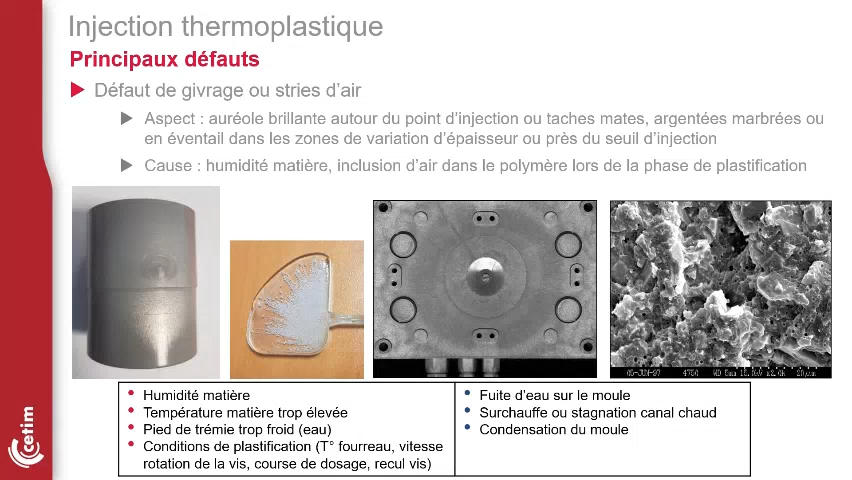 Injection thermoplastique
Principaux défauts
Défaut de givrage ou stries d'air
Aspect : auréole brillante autour du point d'injection ou taches mates, argentées marbrées ou
en éventail dans les zones de variation d'épaisseur ou près du seuil d'injection
Cause : humidité matière, inclusion d'air dans le polymère lors de la phase de plastification
Humidité matière
Température matière trop élevée
Pied de trémie trop froid (eau)
Conditions de plastification (T° fourreau, vitesse
rotation de la vis, course de dosage, recul vis)
Fuite d'eau sur le moule
Surchauffe ou stagnation canal chaud
Condensation du moule
cetim